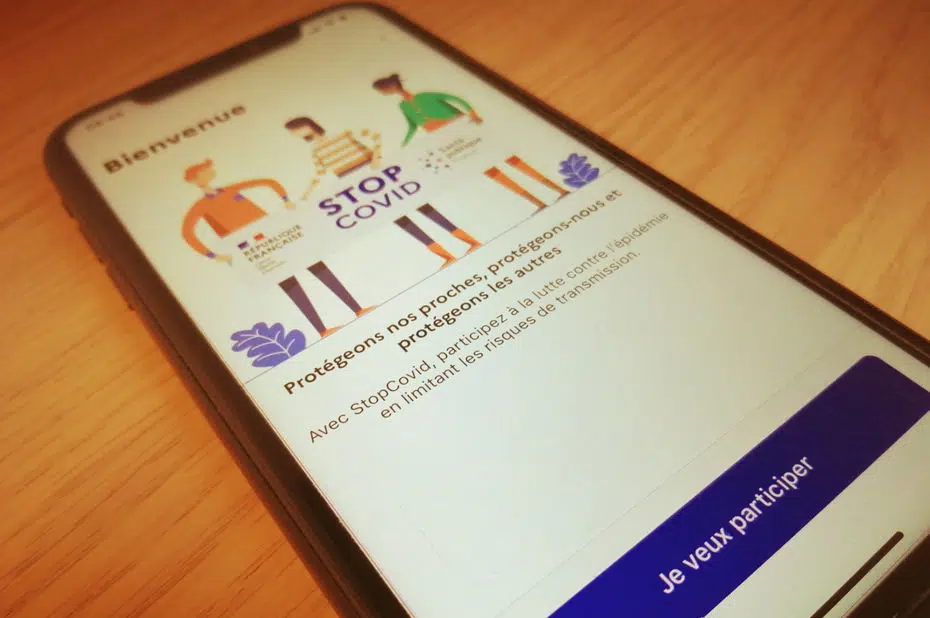 Bienvenue
STOP
COVID
RÉPUBLIQUE
FRANÇAISE
Santé
publique
Protégeons nos proches, protégeons-nous et
protégeons les autres
Avec StopCovid, participez à la lutte contre l'épidémie
en limitant les risques de transmission.
Je veux participer